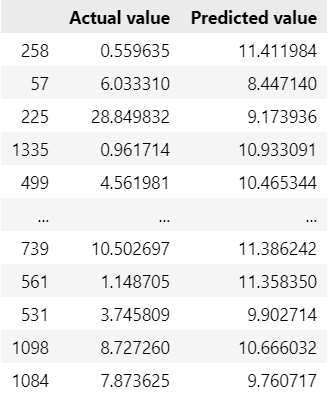 Actual value Predicted value
258 0.559635 11.411984
57 6.033310 8.447140
225 28.849832 9.173936
1335 0.961714 10.933091
499 4.561981 10.465344
... ... ...
739 10.502697 11.386242
561 1.148705 11.358350
531 3.745809 9.902714
1098 8.727260 10.666032
1084 7.873625 9.760717